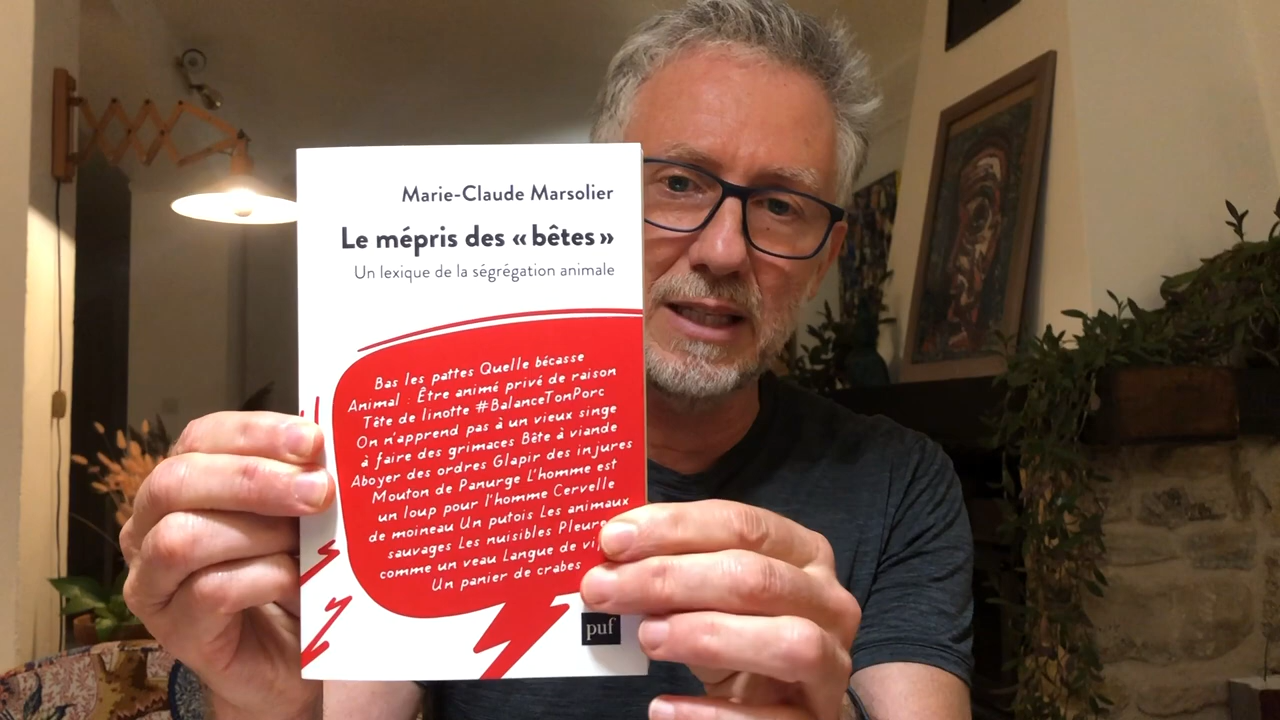 Marie-Claude Marsolier
Le mépris des « bêtes »
Un lexique de la ségrégation animale
Bas les pattes Quelle bécasse
Animal : Être animé privé de raison
Tête de linotte #BalanceTonPorc
On n'apprend pas à un vieux singe
à faire des grimaces Bête à viande
Aboyer des ordres Glapir des injures
Mouton de Panurge L'homme est
un loup pour l'homme Cervelle
de moineau Un putois Les animaux
sauvages Les nuisibles
comme un veau Langue de
Un panier de crabes
puf